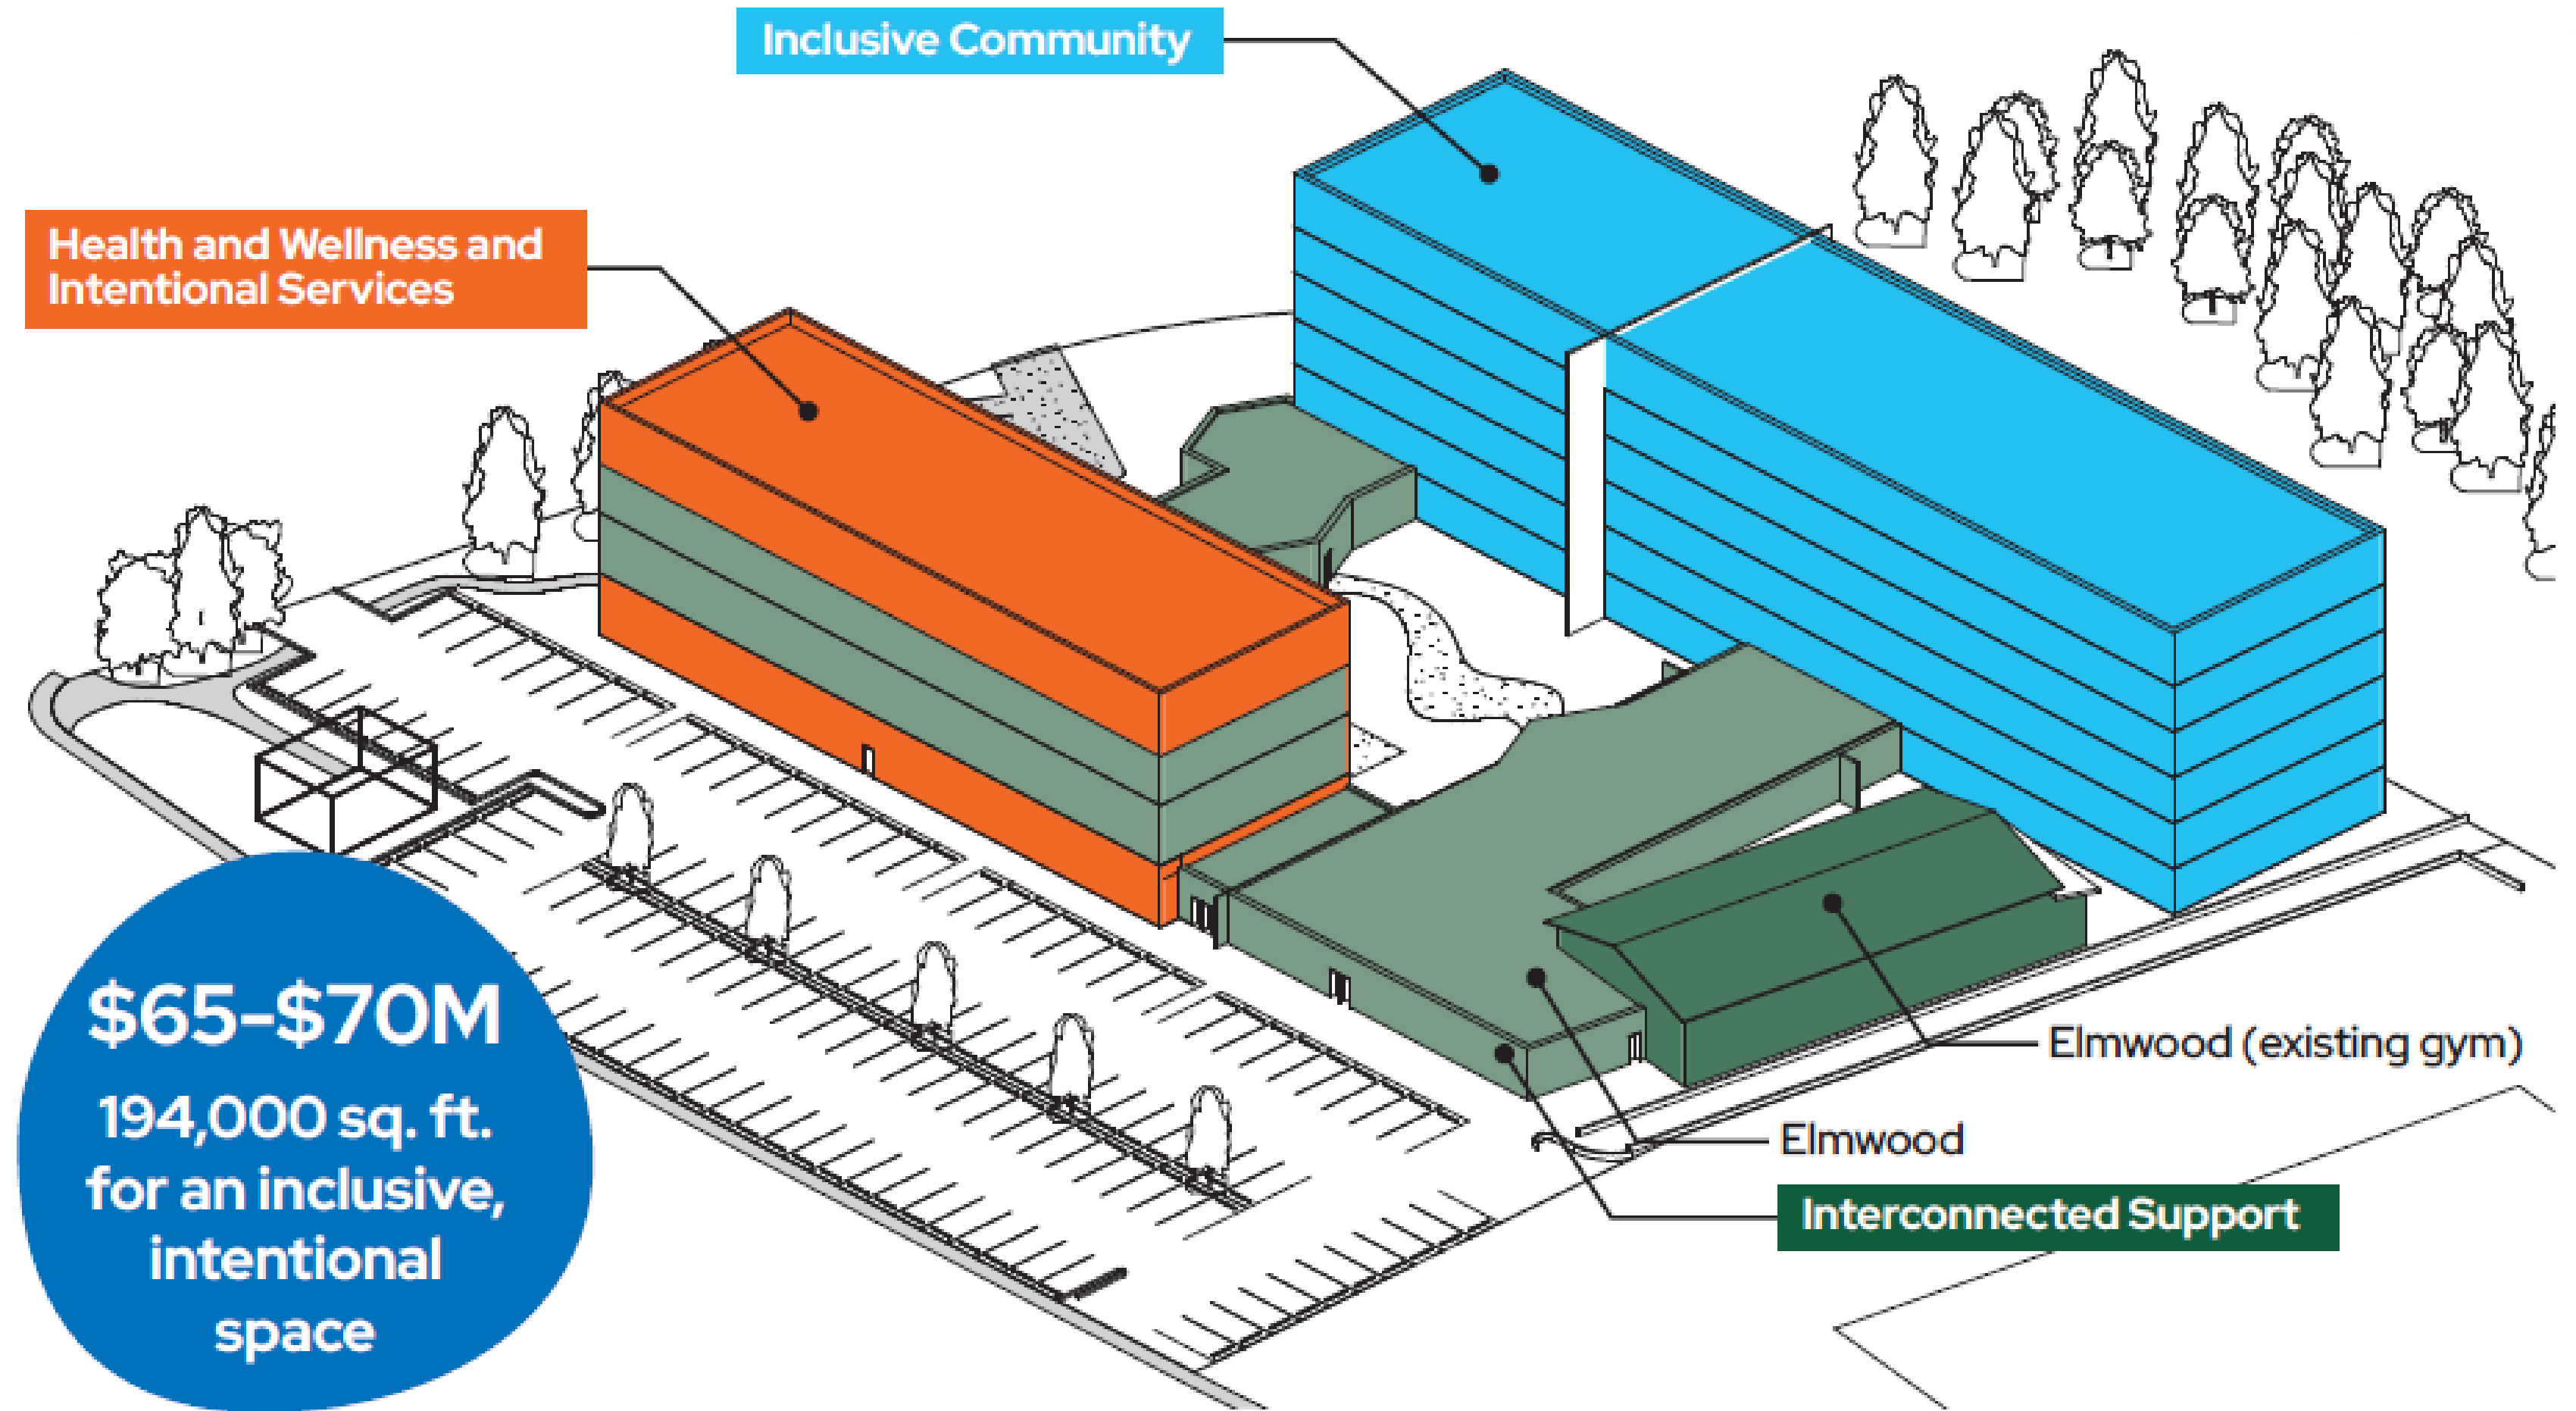 Inclusive Community
Health and Wellness and
Intentional Services
$65-$70M
194,000 sq. ft.
for an inclusive,
intentional
space
Elmwood (existing gym)
Elmwood
Interconnected Support